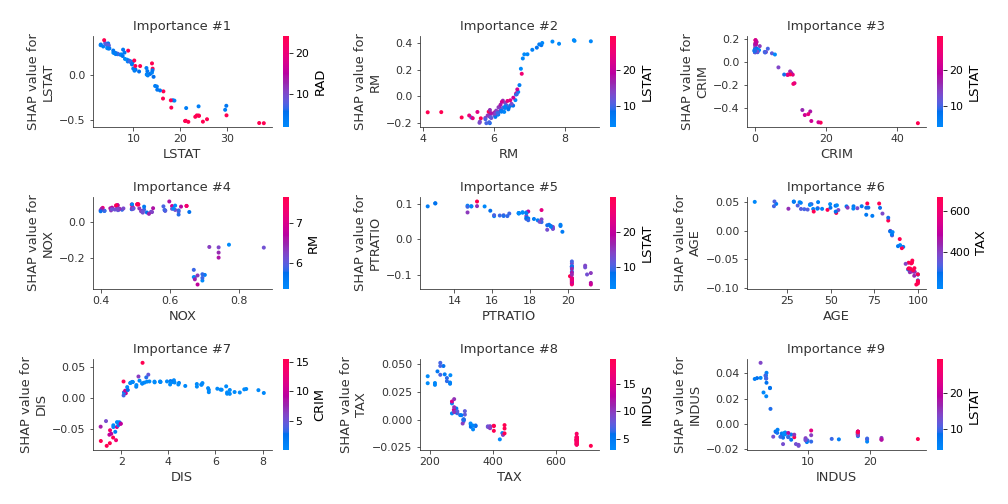 Importance #1
SHAP value for
LSTAT
0.0
−0.5
10
20
30
LSTAT
20
10
RAD
Importance #2
SHAP value for
RM
0.4
0.2
0.0
−0.2
4
6
8
RM
20
10
LSTAT
Importance #3
SHAP value for
CRIM
0.2
0.0
−0.2
−0.4
0
20
40
CRIM
20
10
LSTAT
Importance #4
SHAP value for
NOX
0.0
−0.2
0.4
0.6
0.8
NOX
7
6
RM
Importance #5
SHAP value for
PTRATIO
0.1
0.0
−0.1
14
16
18
20
PTRATIO
20
10
LSTAT
Importance #6
SHAP value for
AGE
0.05
0.00
−0.05
−0.10
25
50
75
100
AGE
600
400
TAX
Importance #7
SHAP value for
DIS
0.05
0.00
−0.05
2
4
6
8
DIS
15
10
5
CRIM
Importance #8
SHAP value for
TAX
0.050
0.025
0.000
−0.025
200
400
600
TAX
15
10
5
INDUS
Importance #9
SHAP value for
INDUS
0.04
0.02
0.00
−0.02
10
20
INDUS
20
10
LSTAT